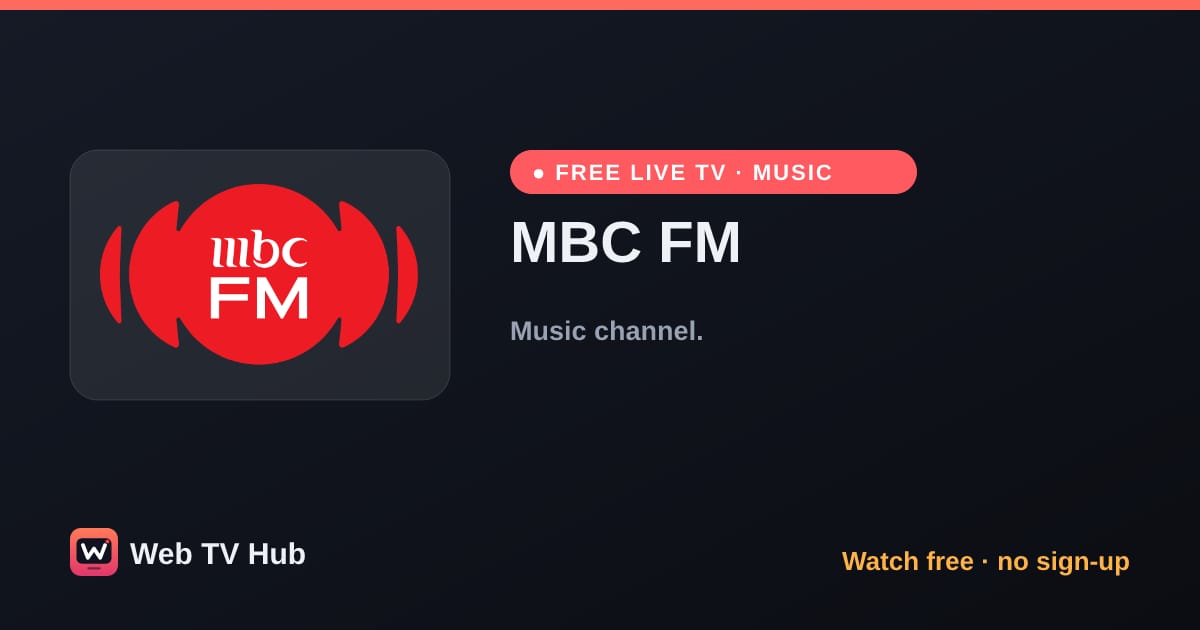 mbc
FM
• FREE LIVE TV · MUSIC
MBC FM
Music channel.
W
Web TV Hub
Watch free · no sign-up